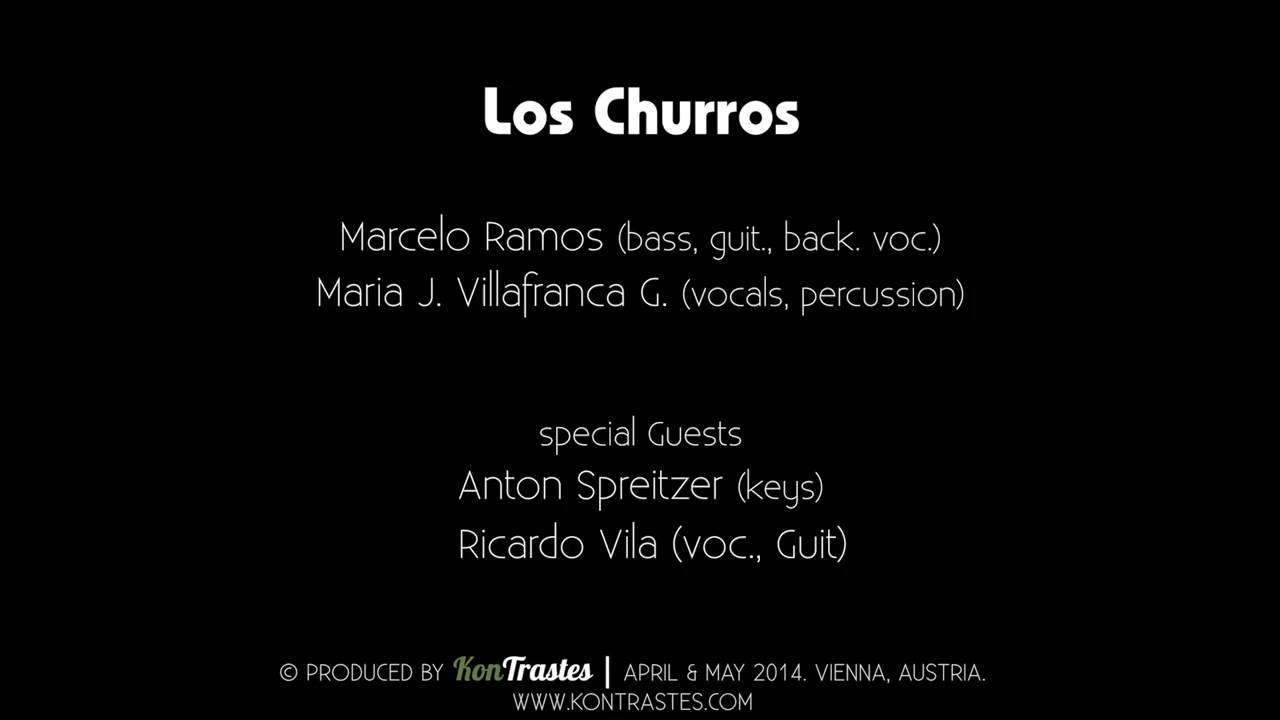 Los Churros
Marcelo Ramos (bass, guit., back. voc.)
Maria J. Villafranca G. (vocals, percussion)
special Guests
Anton Spreitzer (keys)
Ricardo Vila (voc., Guit)
© PRODUCED BY KonTrastes | APRIL & MAY 2014. VIENNA, AUSTRIA.
WWW.KONTRASTES.COM